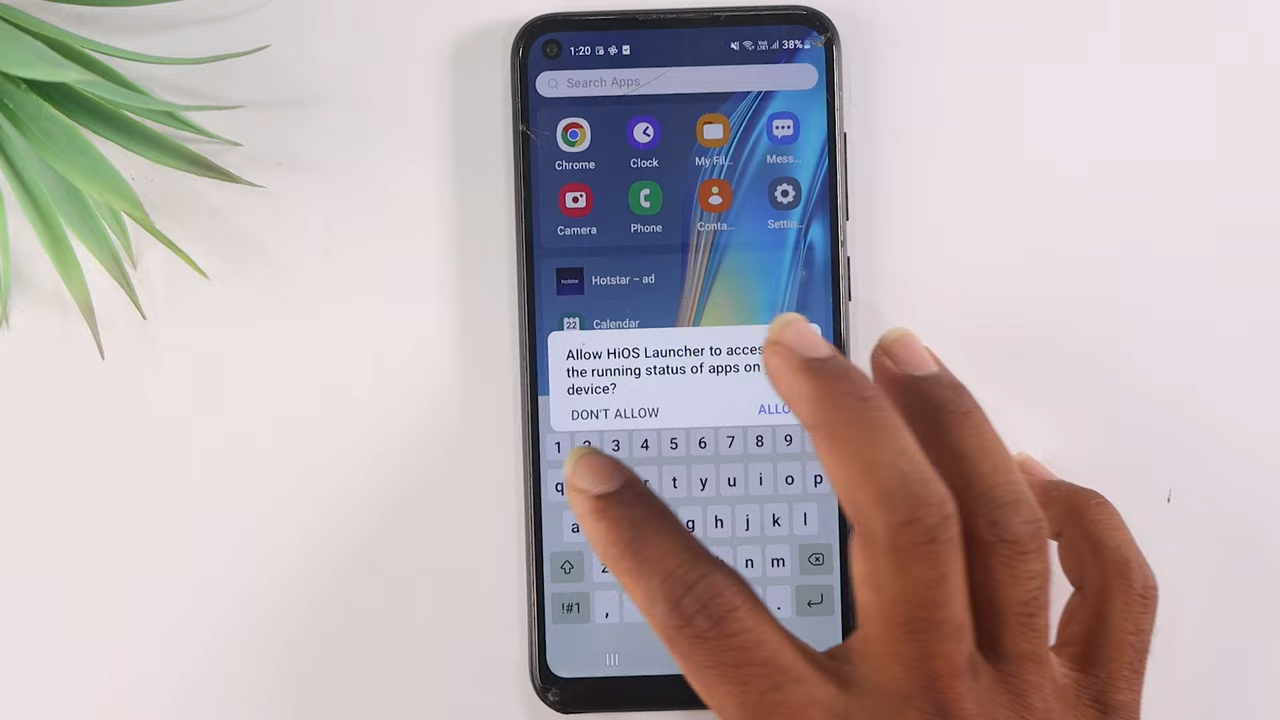 1:20 38%
Search Apps
Chrome Clock My Fil... Mess...
Camera Phone Conta... Settin...
hotstar Hotstar – ad
22 Calendar
Allow HiOS Launcher to acces
the running status of apps on
device?
DON'T ALLOW ALLO
1 2 3 4 5 6 7 8 9
q r t y u i o p
a g h j k l
z n m
!#1 , .